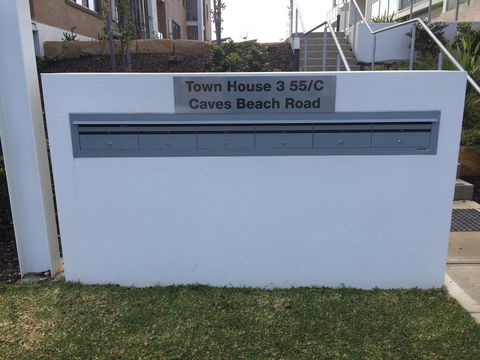 Town House 3 55/C
Caves Beach Road